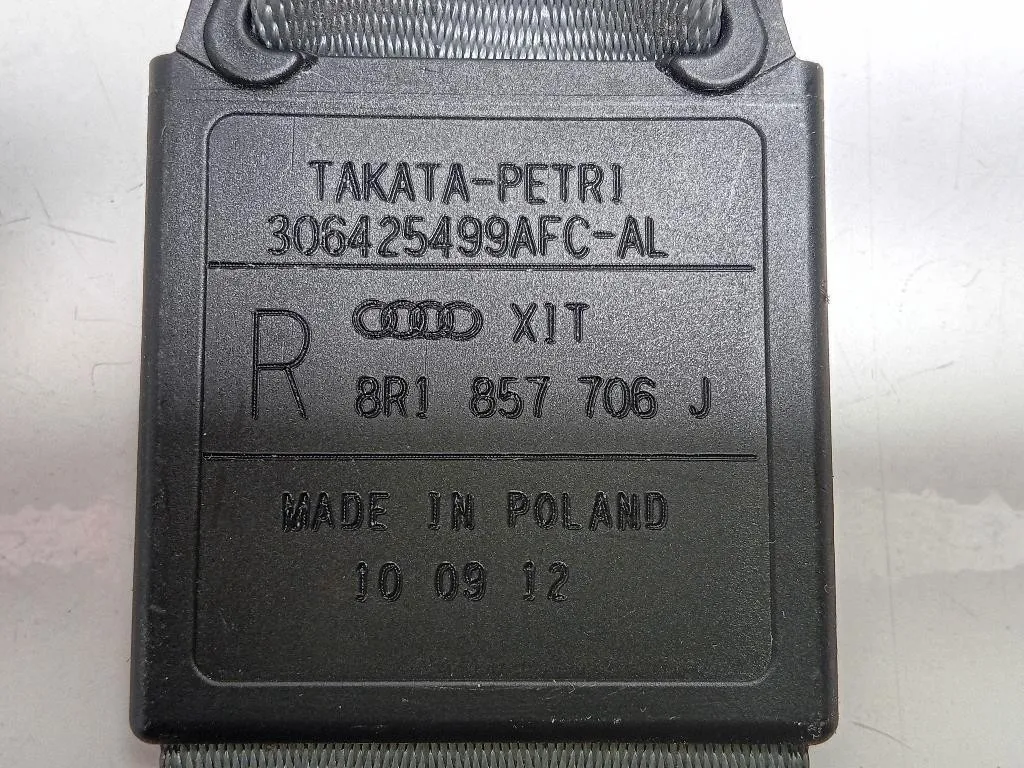 TAKATA-PETRI
306425499AFC-AL
R XIT
8R1 857 706 J
MADE IN POLAND
10 09 12